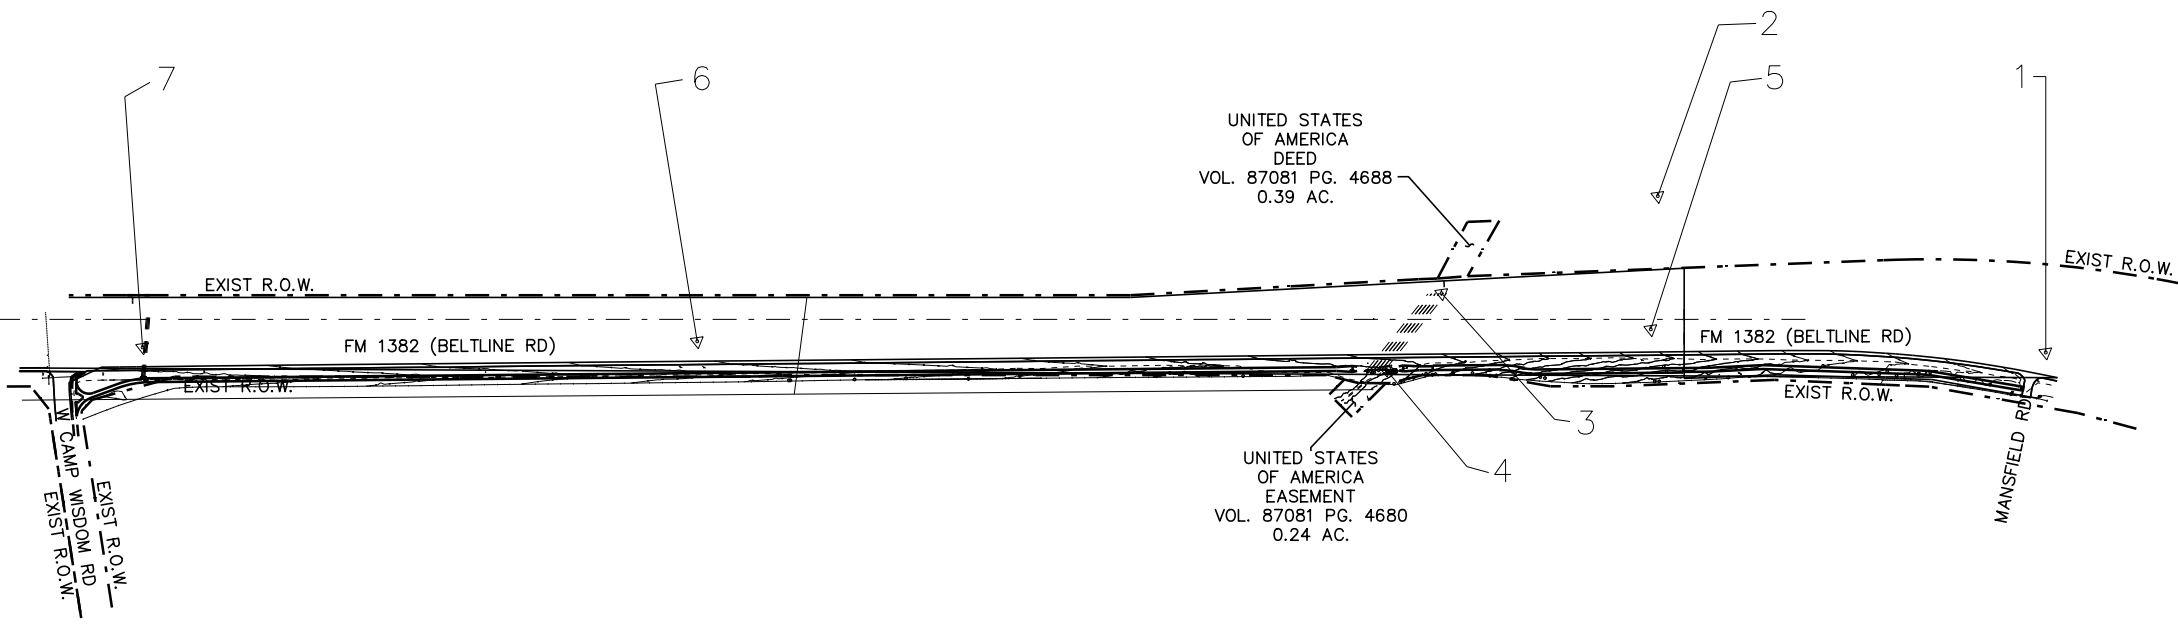 2
7
6
5
1
UNITED STATES
OF AMERICA
DEED
VOL. 87081 PG. 4688
0.39 AC.
EXIST R.O.W.
EXIST R.O.W.
FM 1382 (BELTLINE RD)
FM 1382 (BELTLINE RD)
EXIST R.O.W.
EXIST R.O.W.
3
4
UNITED STATES
OF AMERICA
EASEMENT
VOL. 87081 PG. 4680
0.24 AC.
W CAMP WISDOM RD
EXIST R.O.W.
EXIST R.O.W.
MANSFIELD RD